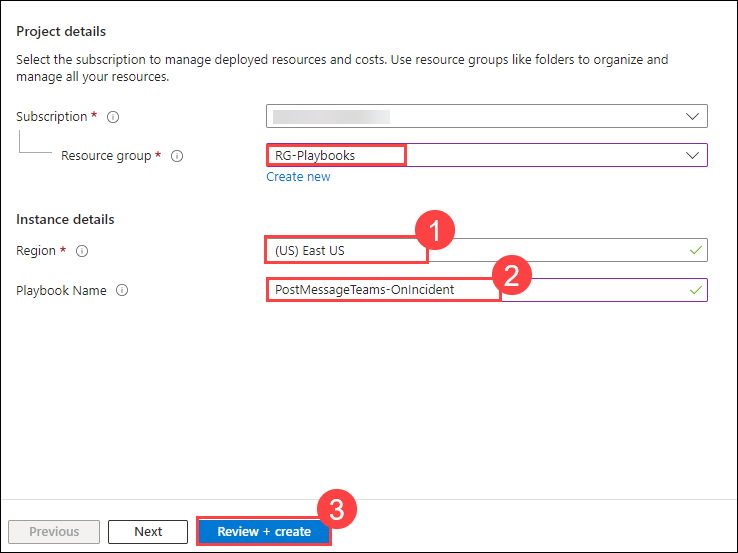 Project details
Select the subscription to manage deployed resources and costs. Use resource groups like folders to organize and
manage all your resources.
Subscription *
Resource group *
RG-Playbooks
Create new
Instance details
1
Region *
(US) East US
2
Playbook Name
PostMessageTeams-OnIncident
3
Previous
Next
Review + create